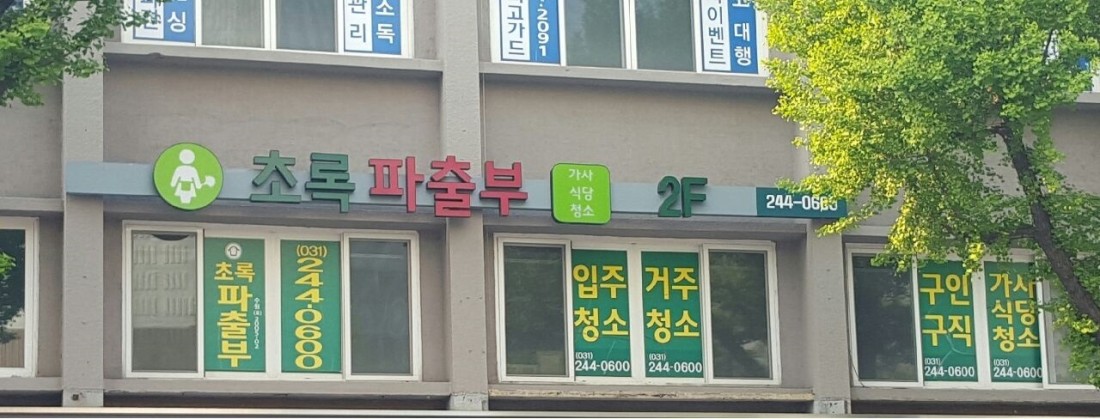 관리
소독
고가드
2091
이벤트
대행
초록 파출부
가사
식당
청소
2F
초록
파출부
(031)
244-0600
입주
청소
(031)
244-0600
거주
청소
(031)
244-0600
구인
구직
(031)
244-0600
가사
식당
청소
(031)
244-0600